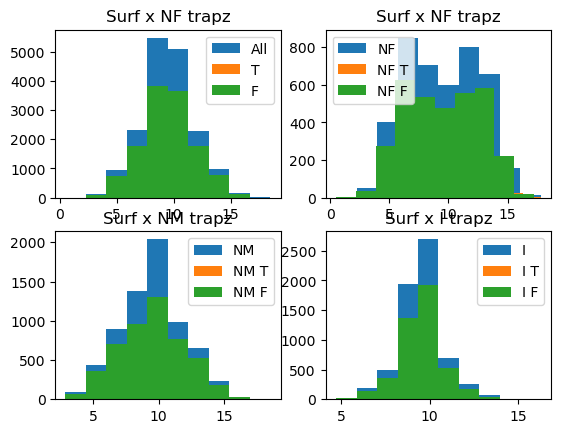 Surf x NF trapz
5000
4000
3000
2000
1000
0
0 5 10 15
All
T
F
Surf x NF trapz
800
600
400
200
0
0 5 10 15
NF
NF T
NF F
Surf x NM trapz
2000
1500
1000
500
0
5 10 15
NM
NM T
NM F
Surf x I trapz
2500
2000
1500
1000
500
0
5 10 15
I
I T
I F